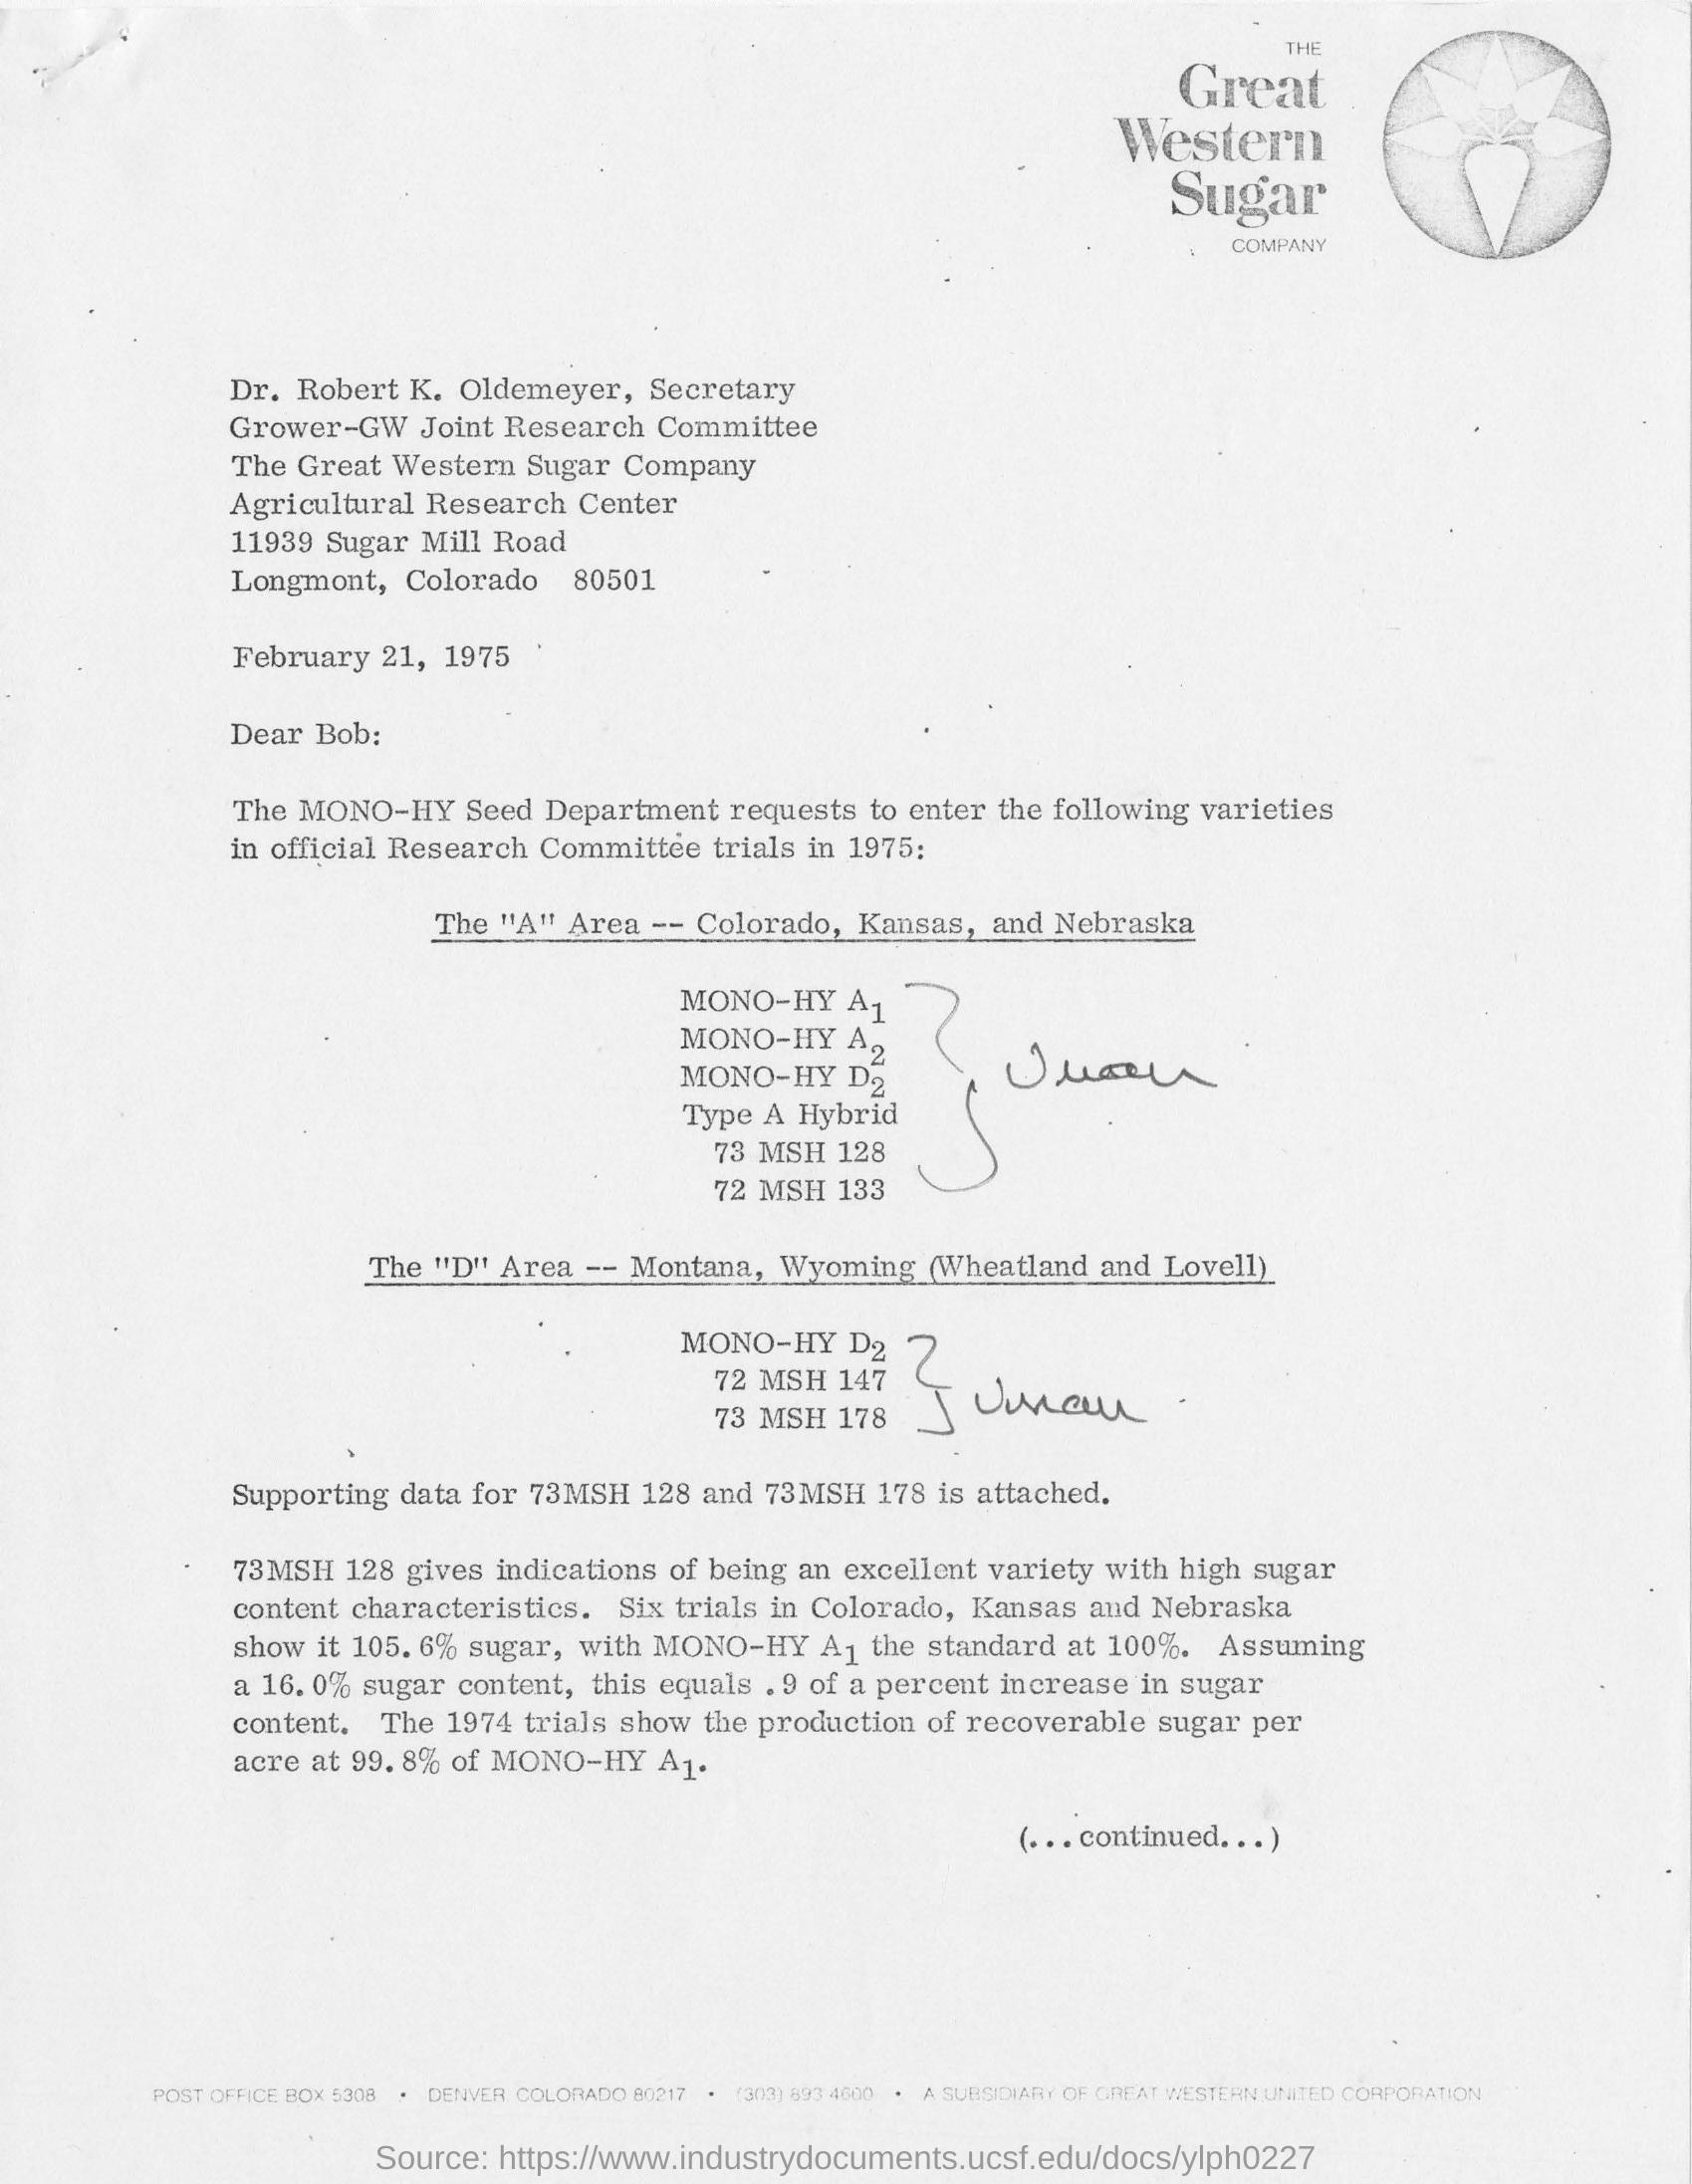 THE
Great
Western
Sugar
COMPANY
Dr. Robert K. Oldemeyer, Secretary
Grower-GW Joint Research Committee
The Great Western Sugar Company
Agricultural Research Center
11939 Sugar Mill Road
Longmont, Colorado 80501
February 21, 1975
Dear Bob:
The MONO-HY Seed Department requests to enter the following varieties
in official Research Committee trials in 1975:
The "A" Area -- Colorado, Kansas, and Nebraska
MONO-HY A1
MONO-HY A2
MONO-HY D2
Type A Hybrid
73 MSH 128
72 MSH 133
The "D" Area -- Montana, Wyoming (Wheatland and Lovell)
MONO-HY D2
72 MSH 147
73 MSH 178
Supporting data for 73MSH 128 and 73MSH 178 is attached.
73MSH 128 gives indications of being an excellent variety with high sugar
content characteristics. Six trials in Colorado, Kansas and Nebraska
show it 105.6% sugar, with MONO-HY A1 the standard at 100%. Assuming
a 16.0% sugar content, this equals .9 of a percent increase in sugar
content. The 1974 trials show the production of recoverable sugar per
acre at 99.8% of MONO-HY A1.
(...continued...)
POST OFFICE BOX 5308 • DENVER COLORADO 80217 • (303) 893 4600 • A SUBSIDIARY OF GREAT WESTERN UNITED CORPORATION
Source: https://www.industrydocuments.ucsf.edu/docs/ylph0227